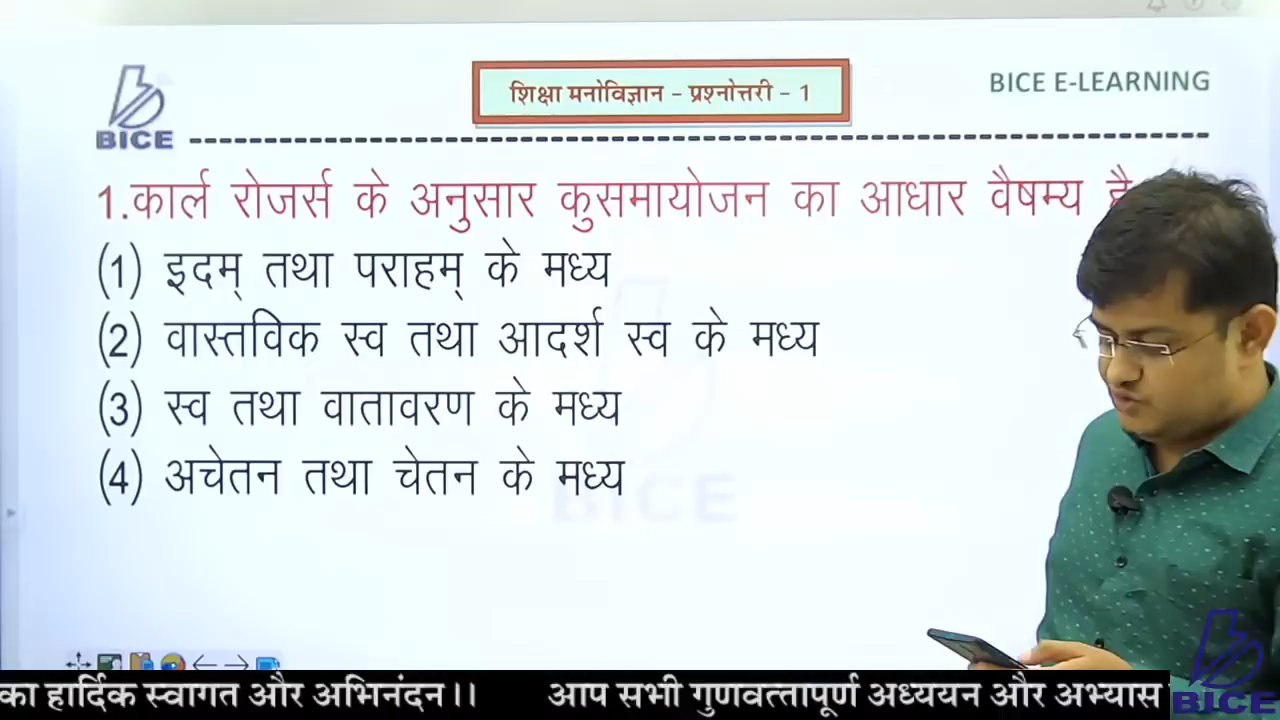 BICE
शिक्षा मनोविज्ञान - प्रश्नोत्तरी - 1
BICE E-LEARNING
1.कार्ल रोजर्स के अनुसार कुसमायोजन का आधार वैषम्य है
(1) इदम् तथा पराहम् के मध्य
(2) वास्तविक स्व तथा आदर्श स्व के मध्य
(3) स्व तथा वातावरण के मध्य
(4) अचेतन तथा चेतन के मध्य
BICE
का हार्दिक स्वागत और अभिनंदन।। आप सभी गुणवत्तापूर्ण अध्ययन और अभ्यास
BICE